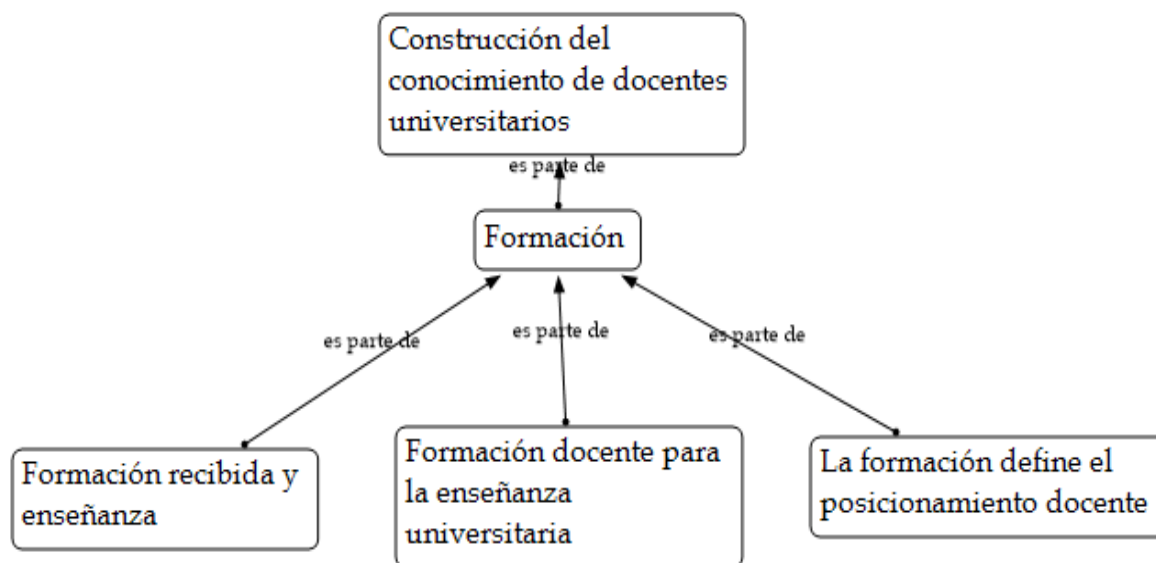 Construcción del
conocimiento de docentes
universitarios
es parte de
Formación
es parte de
es parte de
es parte de
Formación recibida y
enseñanza
Formación docente para
la enseñanza
universitaria
La formación define el
posicionamiento docente